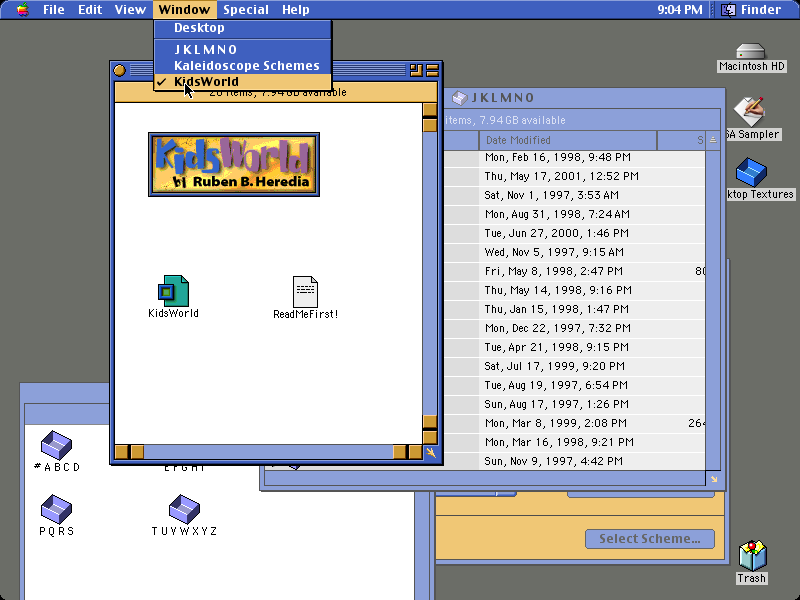 File Edit View Window Special Help 9:04 PM Finder
Desktop
JKLMNO
Kaleidoscope Schemes
✓ KidsWorld
20 items, 7.94 GB available
KidsWorld
by Ruben B. Heredia
KidsWorld
ReadMeFirst!
JKLMNO
items, 7.94 GB available
Date Modified S
Mon, Feb 16, 1998, 9:48 PM
Thu, May 17, 2001, 12:52 PM
Sat, Nov 1, 1997, 3:53 AM
Mon, Aug 31, 1998, 7:24 AM
Tue, Jun 27, 2000, 1:46 PM
Wed, Nov 5, 1997, 9:15 AM
Fri, May 8, 1998, 2:47 PM 80
Thu, May 14, 1998, 9:16 PM
Thu, Jan 15, 1998, 1:47 PM
Mon, Dec 22, 1997, 7:32 PM
Tue, Apr 21, 1998, 9:15 PM
Sat, Jul 17, 1999, 9:20 PM
Tue, Aug 19, 1997, 6:54 PM
Sun, Aug 17, 1997, 1:26 PM
Mon, Mar 8, 1999, 2:08 PM 264
Mon, Mar 16, 1998, 9:21 PM
Sun, Nov 9, 1997, 4:42 PM
#ABCD
EFGHI
PQRS
TUVWXYZ
Select Scheme...
Macintosh HD
SA Sampler
ktop Textures
Trash